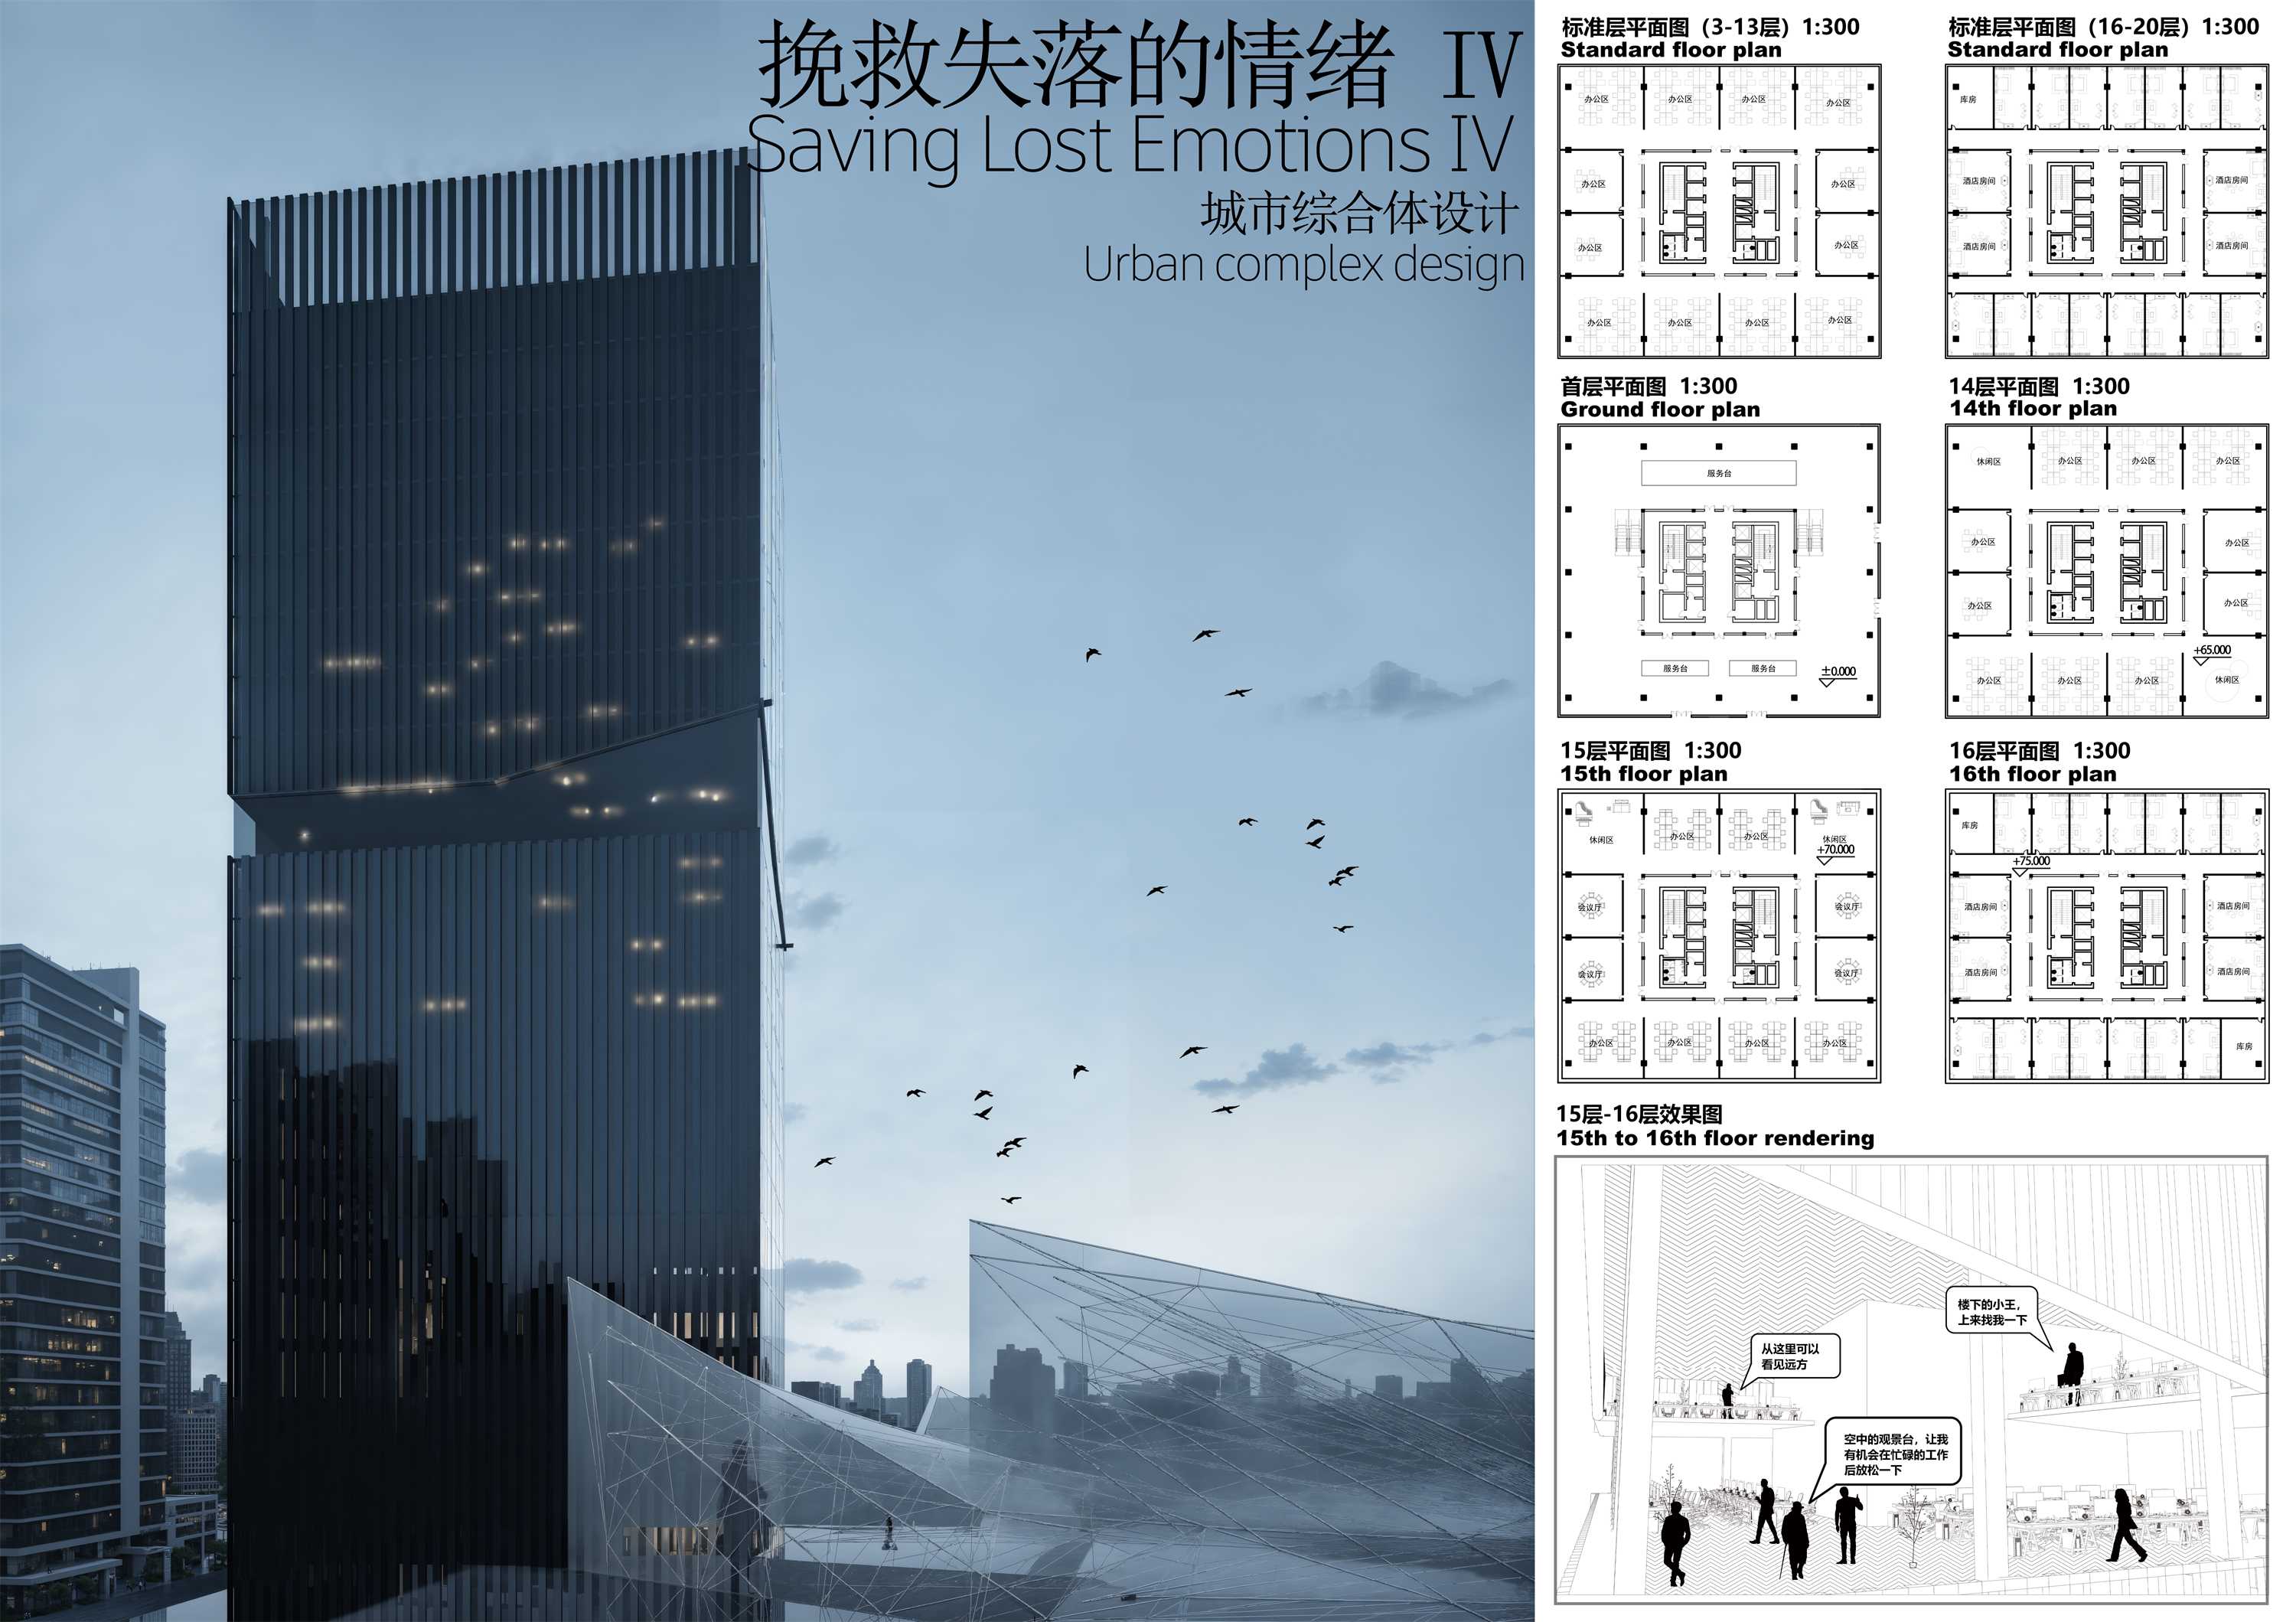 挽救失落的情绪 IV
Saving Lost Emotions IV
城市综合体设计
Urban complex design
标准层平面图（3-13层）1:300
Standard floor plan
办公区
办公区
办公区
办公区
办公区
办公区
办公区
办公区
办公区
办公区
办公区
办公区
标准层平面图（16-20层）1:300
Standard floor plan
库房
酒店房间
酒店房间
酒店房间
酒店房间
首层平面图 1:300
Ground floor plan
服务台
服务台
服务台
±0.000
14层平面图 1:300
14th floor plan
休闲区
办公区
办公区
办公区
办公区
办公区
办公区
办公区
+65.000
办公区
办公区
办公区
休闲区
15层平面图 1:300
15th floor plan
休闲区
办公区
办公区
休闲区
+70.000
会议厅
会议厅
会议厅
会议厅
办公区
办公区
办公区
办公区
16层平面图 1:300
16th floor plan
库房
+75.000
酒店房间
酒店房间
酒店房间
酒店房间
库房
15层-16层效果图
15th to 16th floor rendering
楼下的小王，
上来找我一下
从这里可以
看见远方
空中的观景台，让我
有机会在忙碌的工作
后放松一下